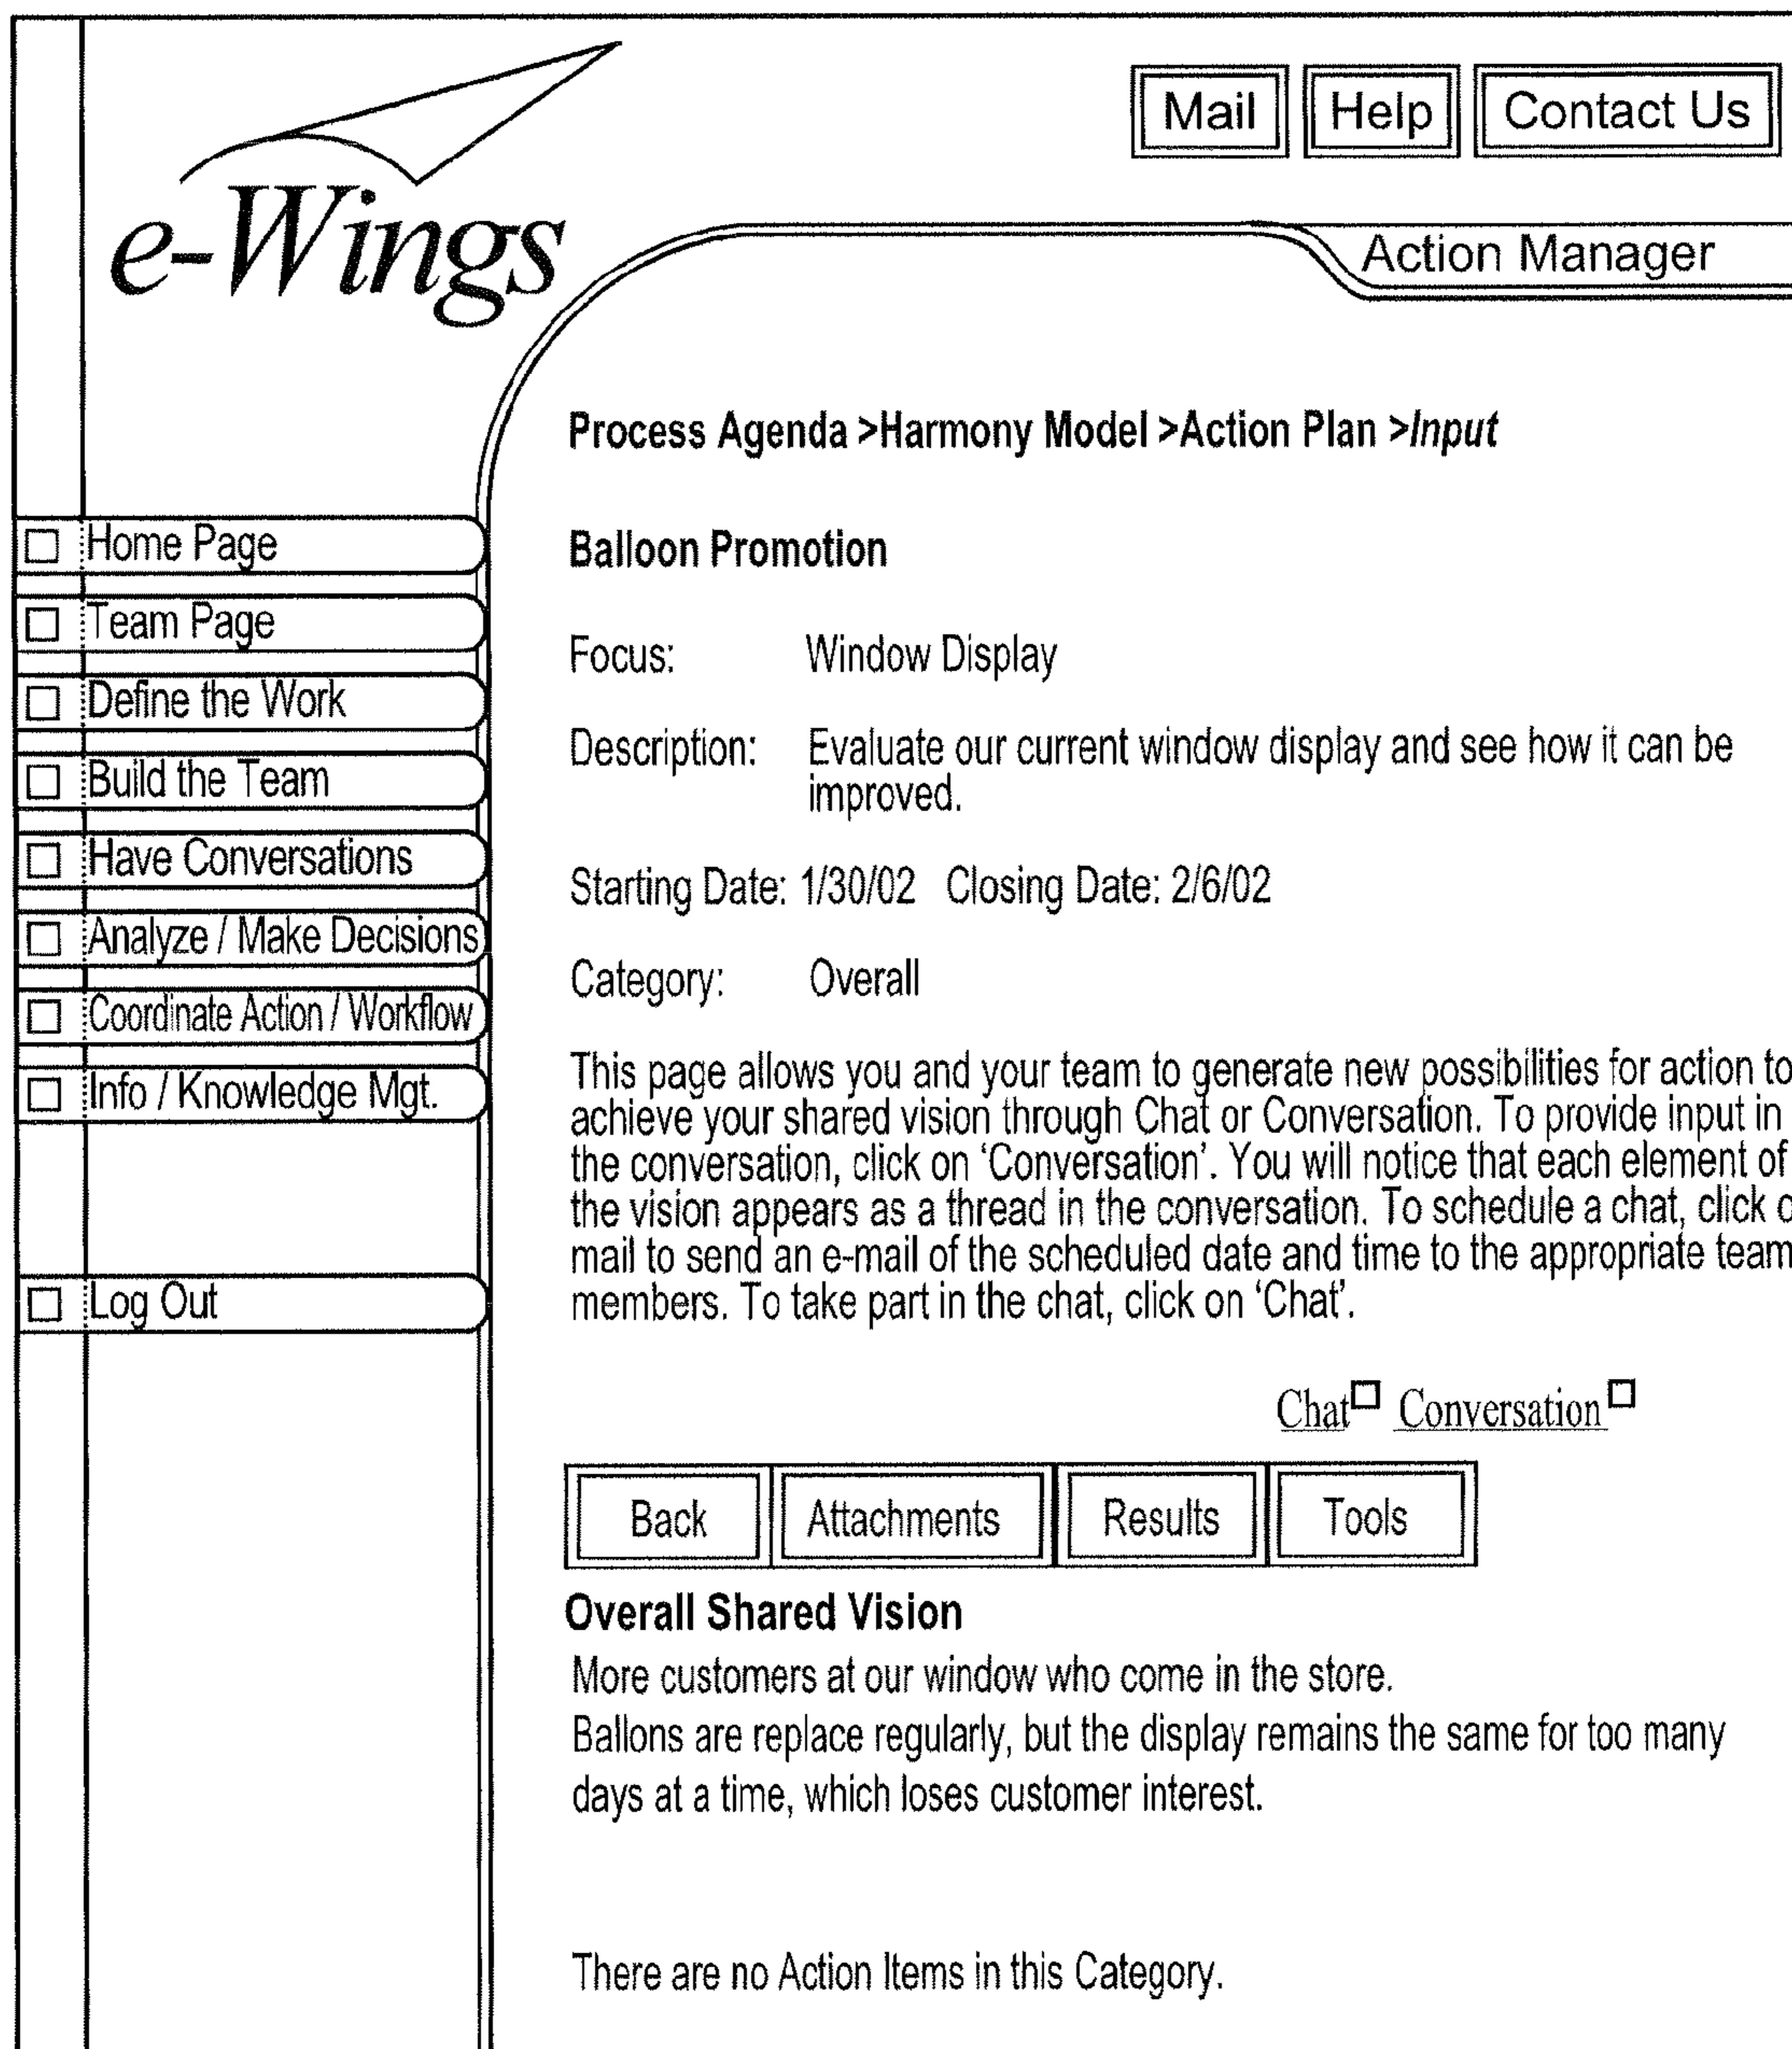 Mail Help Contact Us
e-Wings
Action Manager
Process Agenda >Harmony Model >Action Plan >Input
Home Page
Team Page
Define the Work
Build the Team
Have Conversations
Analyze / Make Decisions
Coordinate Action / Workflow
Info / Knowledge Mgt.
Log Out
Balloon Promotion
Focus: Window Display
Description: Evaluate our current window display and see how it can be
improved.
Starting Date: 1/30/02 Closing Date: 2/6/02
Category: Overall
This page allows you and your team to generate new possibilities for action to
achieve your shared vision through Chat or Conversation. To provide input in
the conversation, click on ‘Conversation’. You will notice that each element of
the vision appears as a thread in the conversation. To schedule a chat, click
mail to send an e-mail of the scheduled date and time to the appropriate team
members. To take part in the chat, click on ‘Chat’.
Chat Conversation
Back Attachments Results Tools
Overall Shared Vision
More customers at our window who come in the store.
Ballons are replace regularly, but the display remains the same for too many
days at a time, which loses customer interest.
There are no Action Items in this Category.